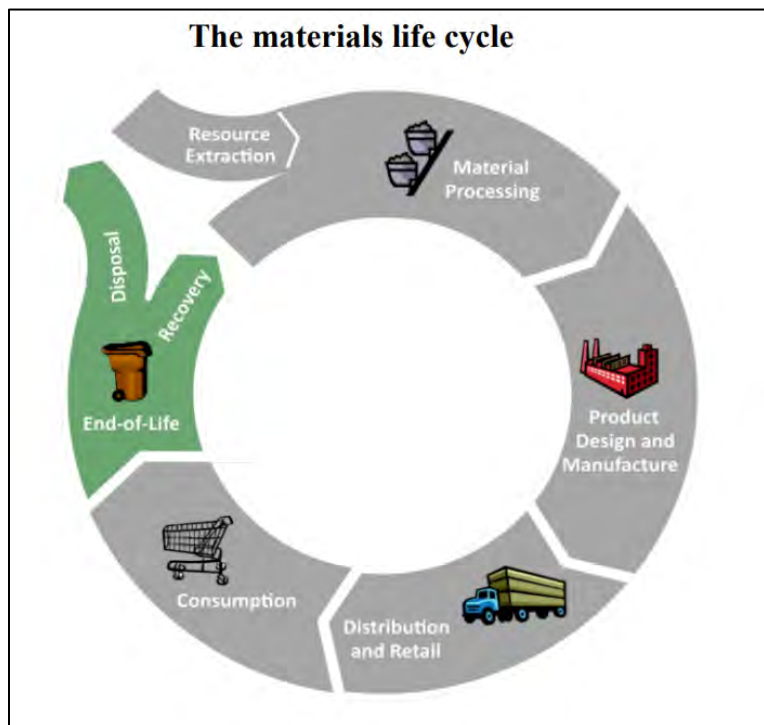 The materials life cycle
Resource
Extraction
Material
Processing
Product
Design and
Manufacture
Distribution
and Retail
Consumption
End-of-Life
Disposal
Recovery